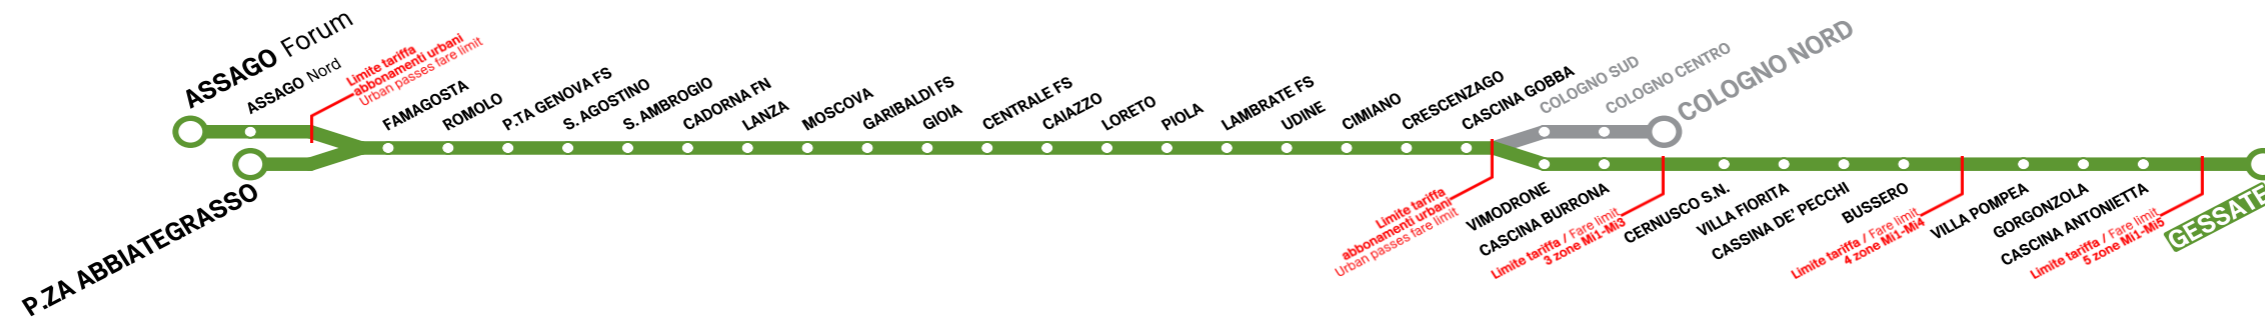 ASSAGO Forum
ASSAGO Nord
Limite tariffa
abbonamenti urbani
Urban passes fare limit
P.ZA ABBIATEGRASSO
FAMAGOSTA
ROMOLO
P.TA GENOVA FS
S. AGOSTINO
S. AMBROGIO
CADORNA FN
LANZA
MOSCOVA
GARIBALDI FS
GIOIA
CENTRALE FS
CAIAZZO
LORETO
PIOLA
LAMBRATE FS
UDINE
CIMIANO
CRESCENZAGO
CASCINA GOBBA
COLOGNO SUD
COLOGNO CENTRO
COLOGNO NORD
Limite tariffa
abbonamenti urbani
Urban passes fare limit
VIMODRONE
CASCINA BURRONA
Limite tariffa / Fare limit
3 zone Mi1-Mi3
CERNUSCO S.N.
VILLA FIORITA
CASSINA DE' PECCHI
BUSSERO
Limite tariffa / Fare limit
4 zone Mi1-Mi4
VILLA POMPEA
GORGONZOLA
CASCINA ANTONIETTA
Limite tariffa / Fare limit
5 zone Mi1-Mi5
GESSATE